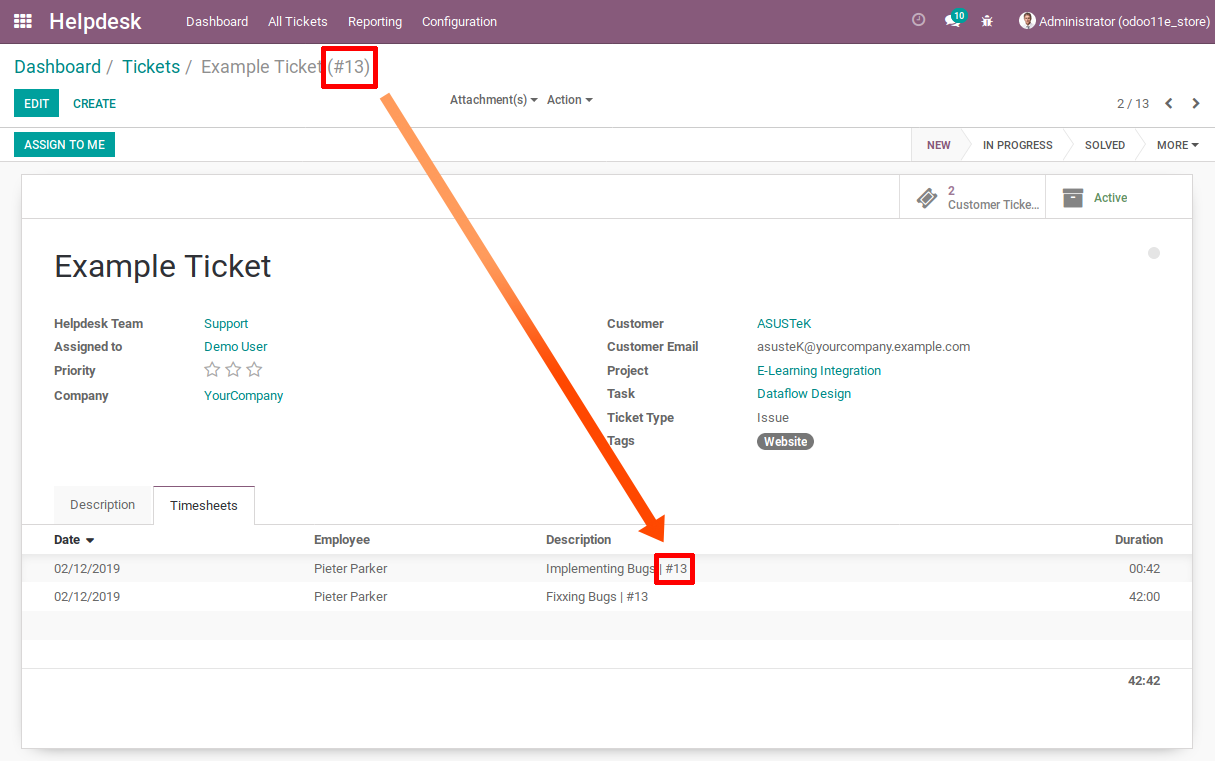 Helpdesk Dashboard All Tickets Reporting Configuration 10 Administrator (odoo11e_store)
Dashboard / Tickets / Example Ticket (#13)
EDIT CREATE Attachment(s) Action 2 / 13
ASSIGN TO ME NEW IN PROGRESS SOLVED MORE
2
Customer Ticke... Active
Example Ticket
Helpdesk Team Support Customer ASUSTeK
Assigned to Demo User Customer Email asusteK@yourcompany.example.com
Priority Project E-Learning Integration
Company YourCompany Task Dataflow Design
Ticket Type Issue
Tags Website
Description Timesheets
Date Employee Description Duration
02/12/2019 Pieter Parker Implementing Bugs | #13 00:42
02/12/2019 Pieter Parker Fixxing Bugs | #13 42:00
42:42